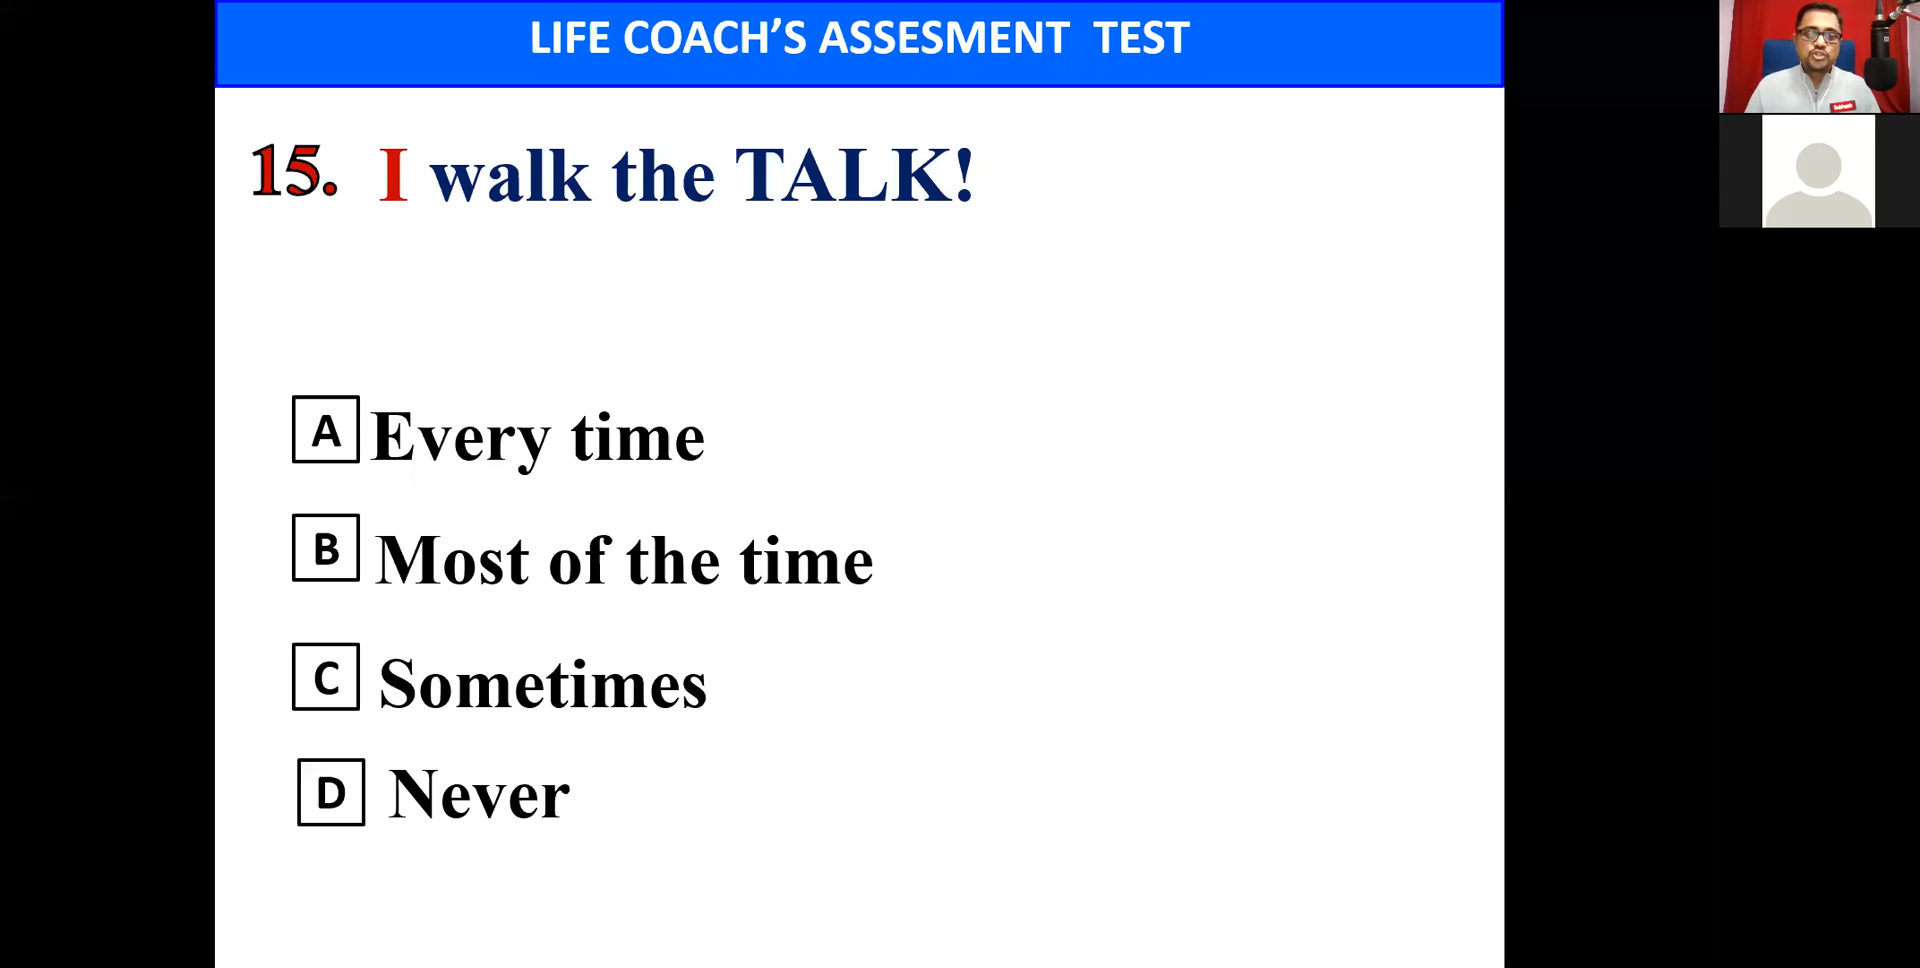 LIFE COACH’S ASSESMENT TEST
15. I walk the TALK!
A Every time
B Most of the time
C Sometimes
D Never